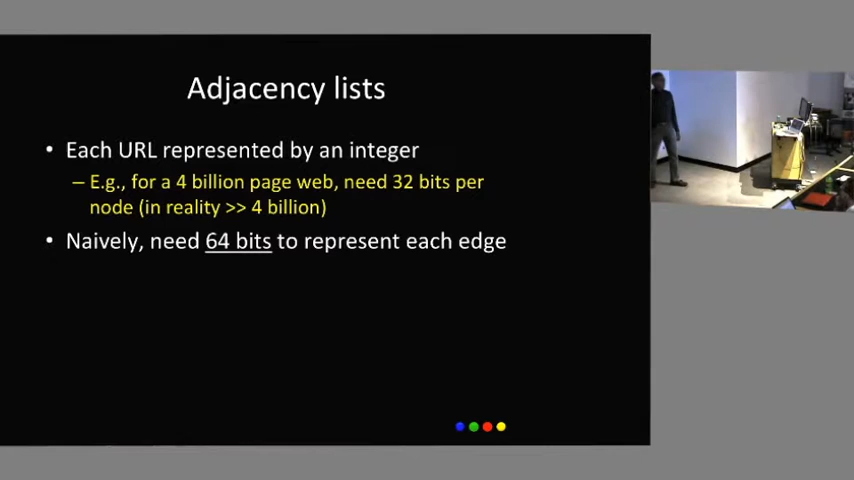 Adjacency lists
• Each URL represented by an integer
– E.g., for a 4 billion page web, need 32 bits per
node (in reality >> 4 billion)
• Naively, need 64 bits to represent each edge